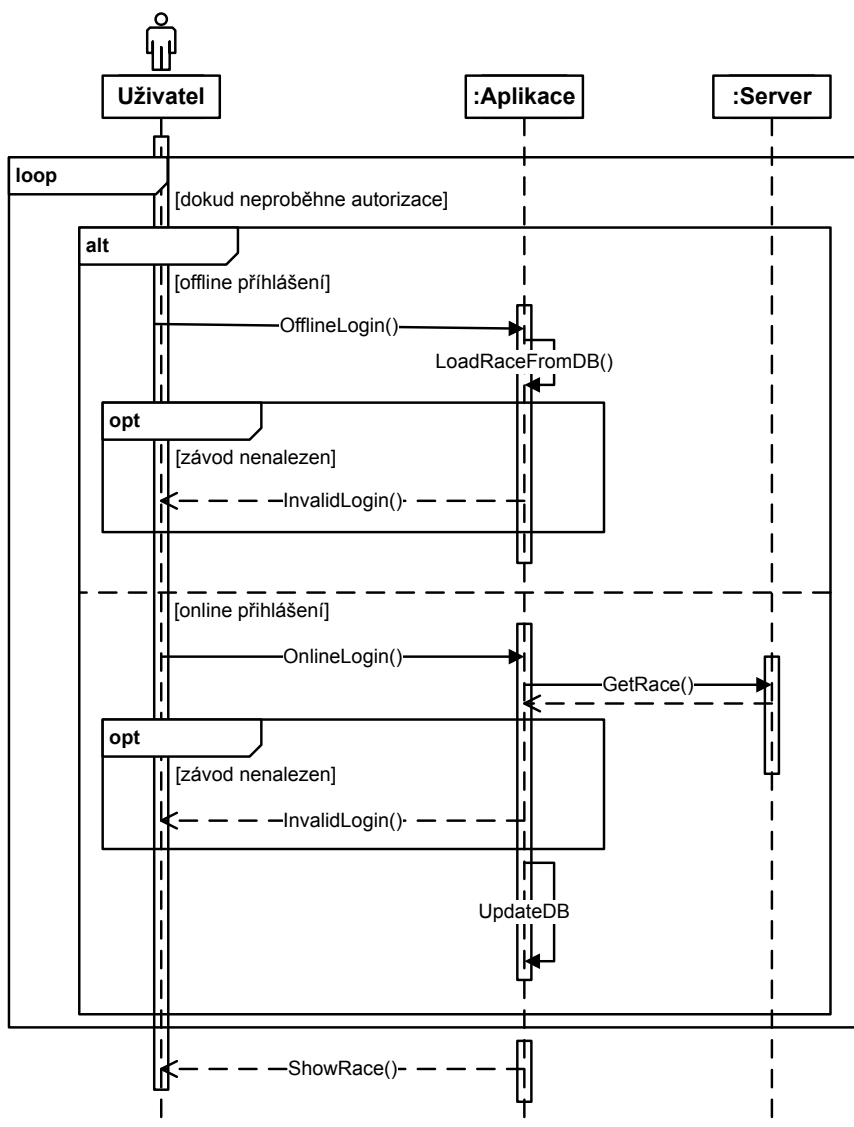 Uživatel
:Aplikace
:Server
loop
[dokud neproběhne autorizace]
alt
[offline příhlášení]
OfflineLogin()
LoadRaceFromDB()
opt
[závod nenalezen]
InvalidLogin()
[online přihlášení]
OnlineLogin()
GetRace()
opt
[závod nenalezen]
InvalidLogin()
UpdateDB
ShowRace()